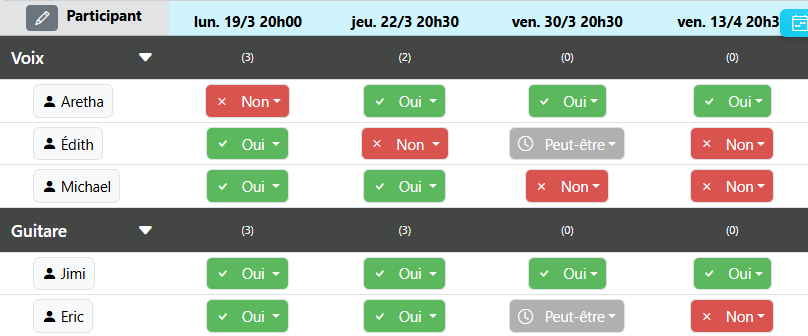 Participant lun. 19/3 20h00 jeu. 22/3 20h30 ven. 30/3 20h30 ven. 13/4 20h3
Voix (3) (2) (0) (0)
Aretha Non Oui Oui Oui
Édith Oui Non Peut-être Non
Michael Oui Oui Non Non
Guitare (3) (3) (0) (0)
Jimi Oui Oui Oui Oui
Eric Oui Oui Peut-être Non